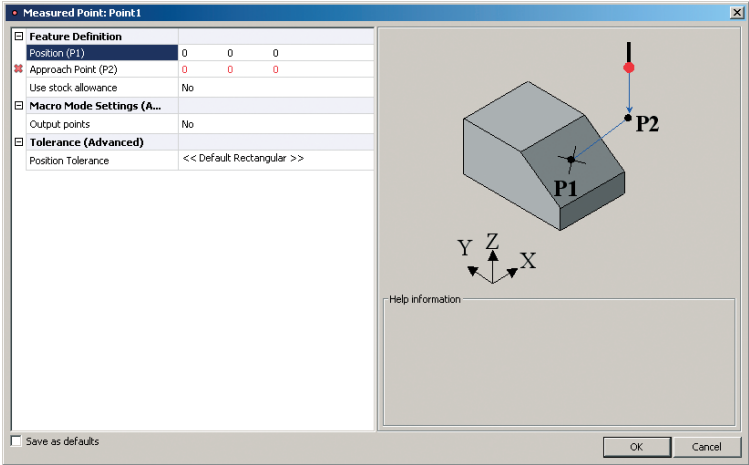 Measured Point: Point1
Feature Definition
Position (P1) 0 0 0
Approach Point (P2) 0 0 0
Use stock allowance No
Macro Mode Settings (A...
Output points No
Tolerance (Advanced)
Position Tolerance << Default Rectangular >>
P2
P1
Z
Y
X
Help information
Save as defaults
OK Cancel